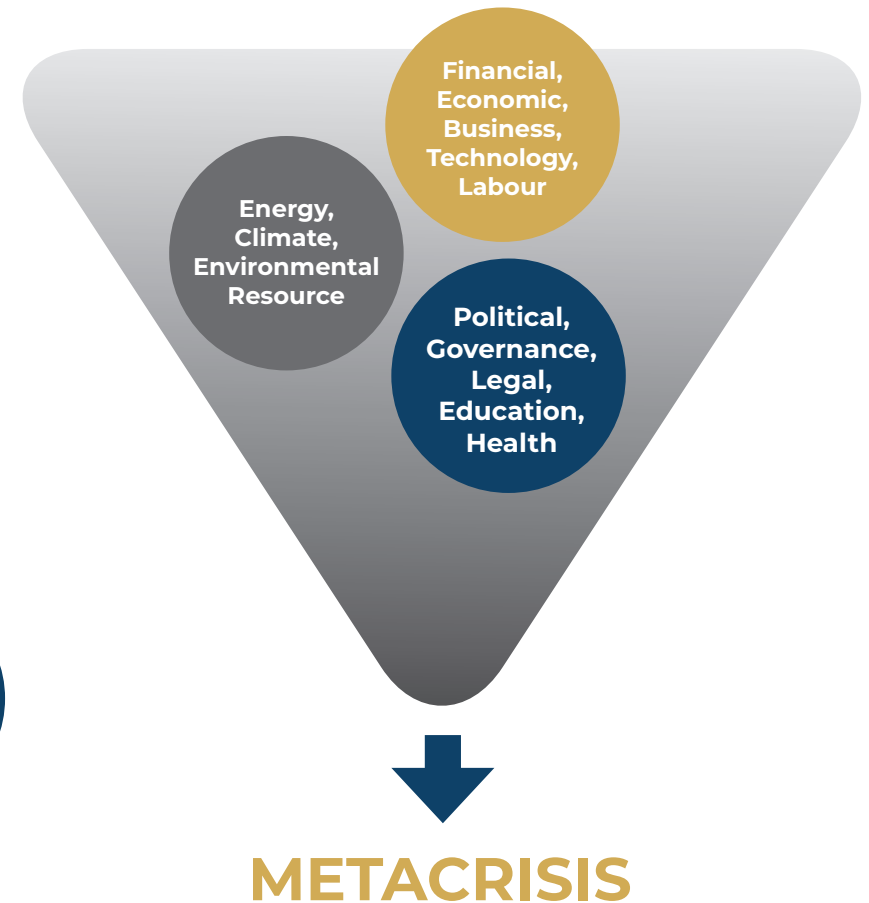 Financial,
Economic,
Business,
Technology,
Labour
Energy,
Climate,
Environmental
Resource
Political,
Governance,
Legal,
Education,
Health
METACRISIS